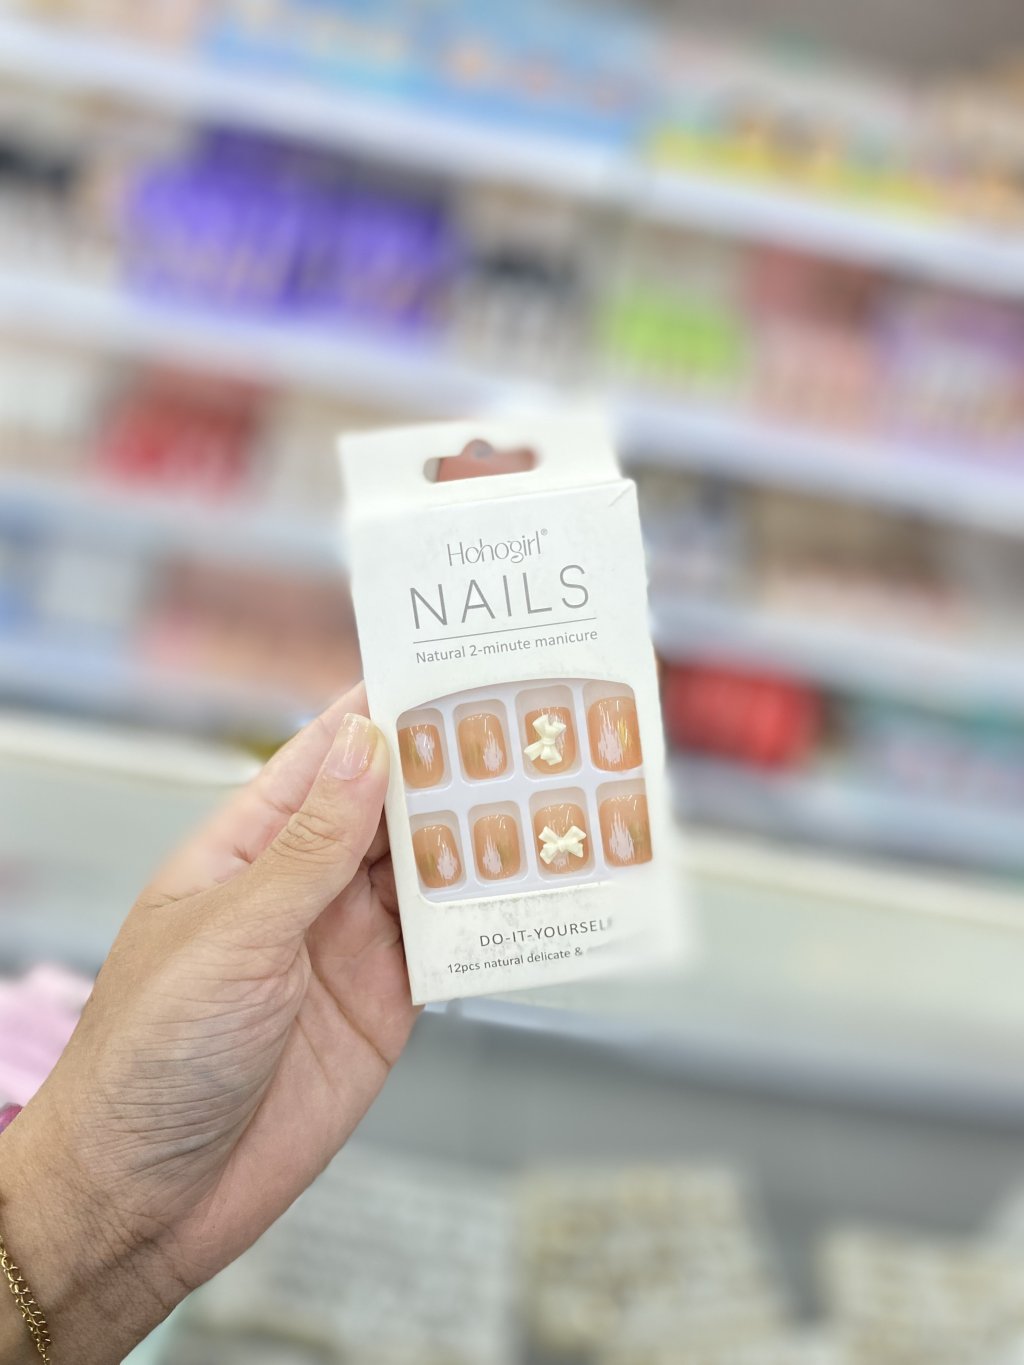 Hohogirl®
NAILS
Natural 2-minute manicure
DO-IT-YOURSEL
12pcs natural delicate &